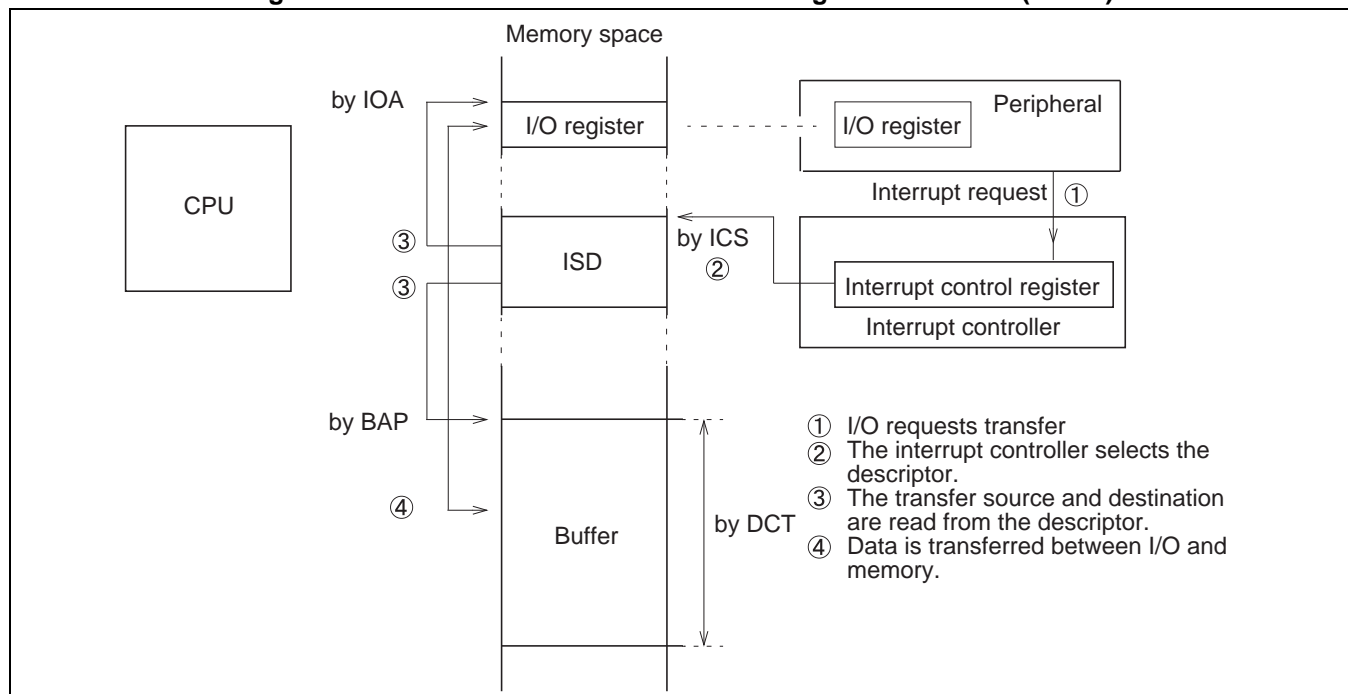 Memory space
by IOA
I/O register
I/O register
Peripheral
CPU
Interrupt request ①
③
by ICS
②
ISD
③
Interrupt control register
Interrupt controller
by BAP
④
Buffer
by DCT
① I/O requests transfer
② The interrupt controller selects the
descriptor.
③ The transfer source and destination
are read from the descriptor.
④ Data is transferred between I/O and
memory.